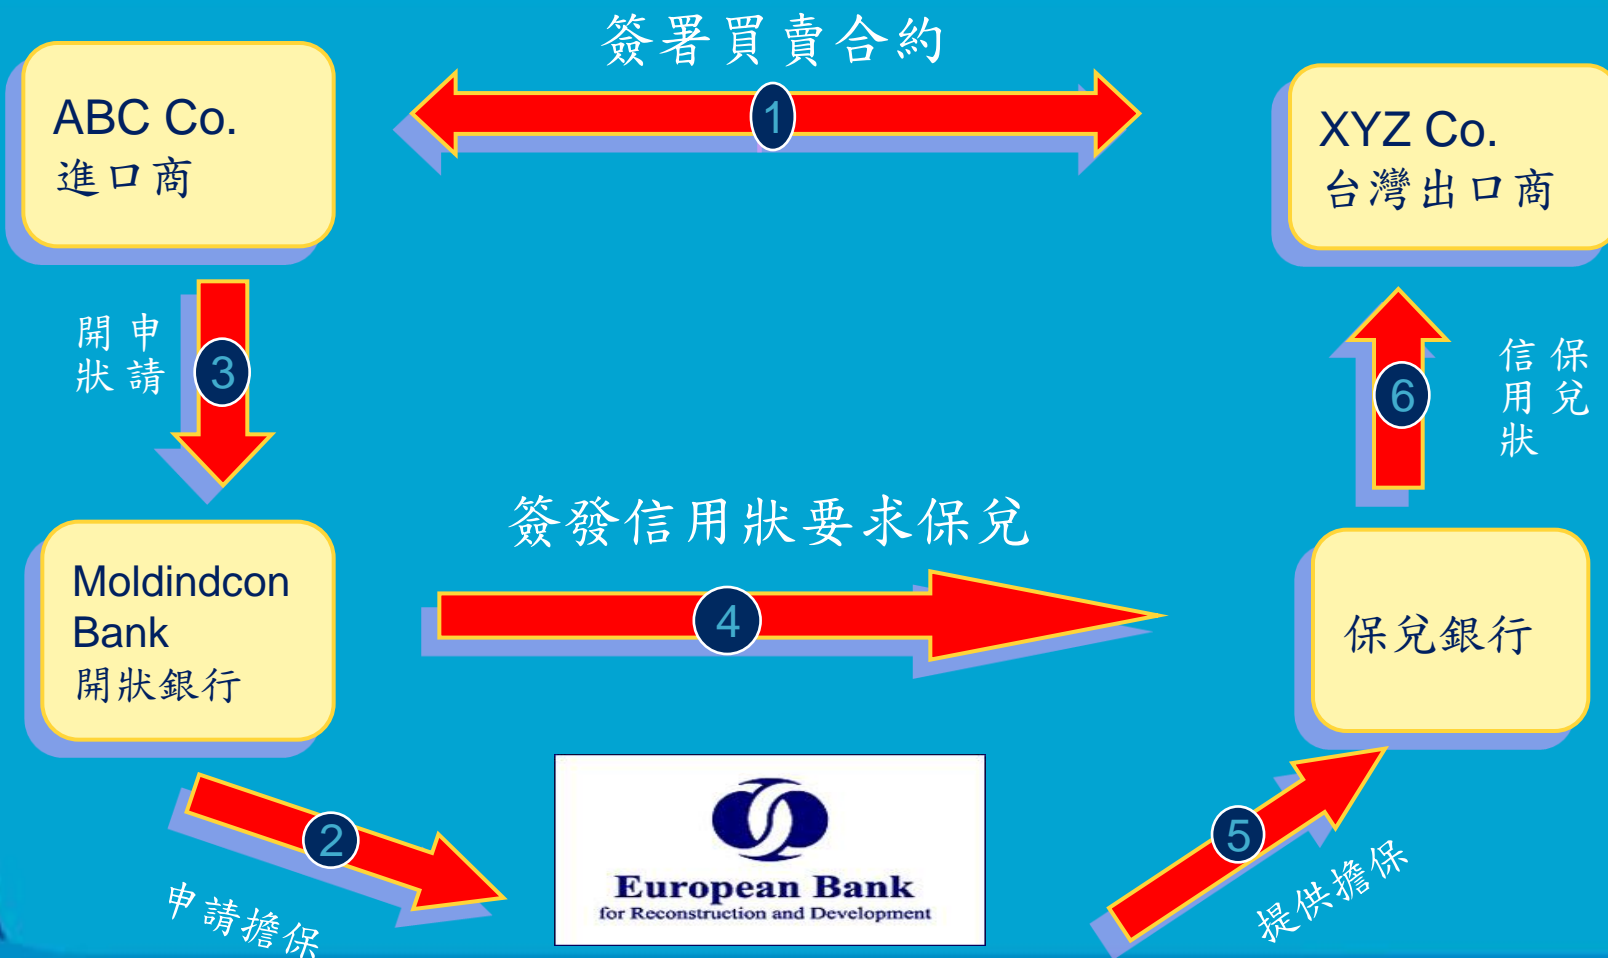 簽署買賣合約
1
ABC Co.
進口商
XYZ Co.
台灣出口商
申請
開狀
3
6
保兌
信用狀
簽發信用狀要求保兌
4
Moldindcon
Bank
開狀銀行
保兌銀行
2
申請擔保
European Bank
for Reconstruction and Development
5
提供擔保